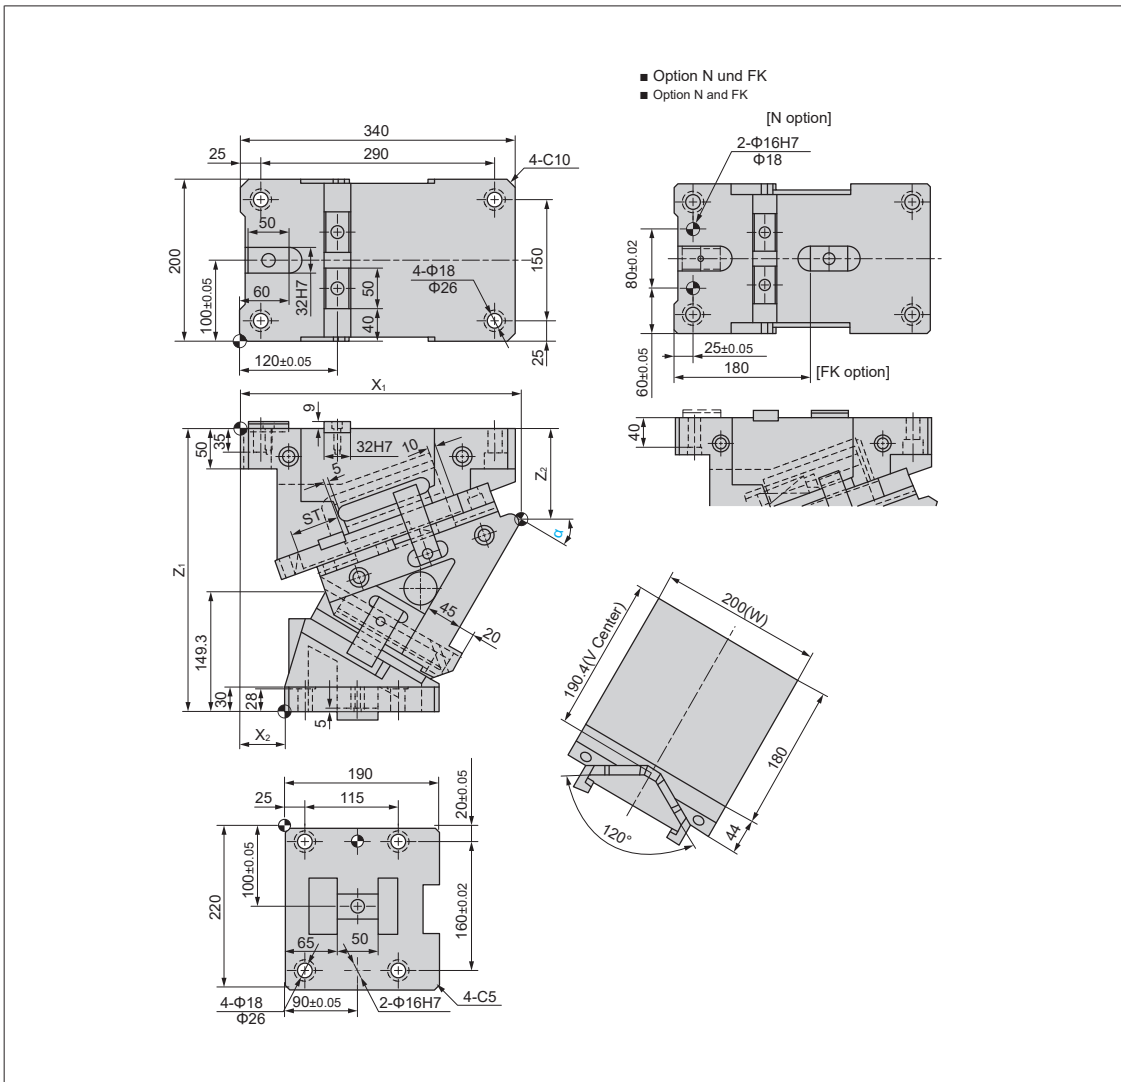 ■ Option N und FK
■ Option N and FK
[N option]
340
25
290
4-C10
50
200
100±0.05
60
32H7
4-Φ18
Φ26
50
40
150
25
120±0.05
2-Φ16H7
Φ18
80±0.02
60±0.05
25±0.05
180
[FK option]
X₁
9
50
35
32H7
10
5
ST
Z₂
α
Z₁
149.3
45
20
30
28
5
X₂
40
200(W)
190.4(V Center)
180
44
120°
190
25
115
20±0.05
100±0.05
220
160±0.02
65
50
4-Φ18
Φ26
90±0.05
2-Φ16H7
4-C5